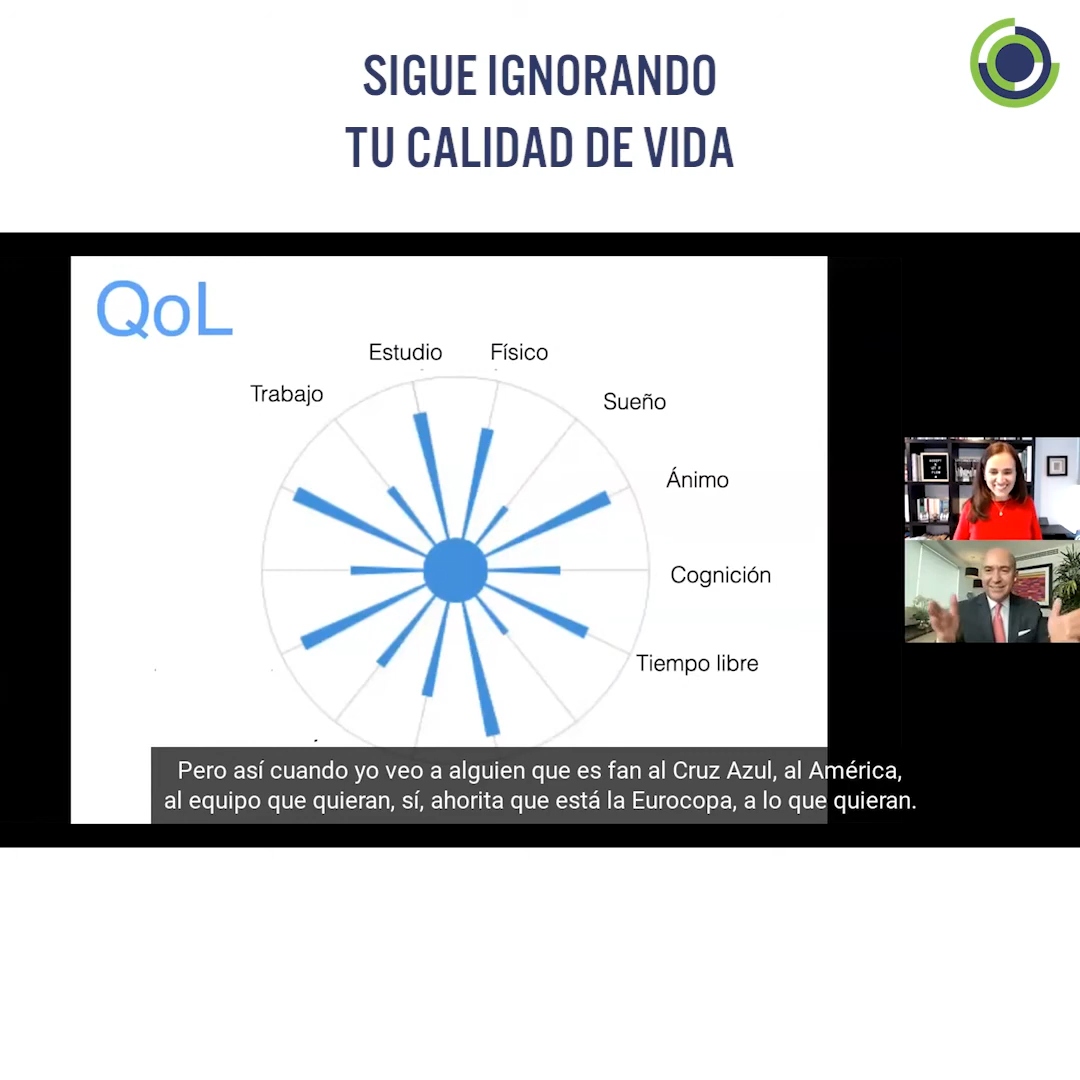 SIGUE IGNORANDO
TU CALIDAD DE VIDA
QoL
Estudio
Físico
Trabajo
Sueño
Ánimo
Cognición
Tiempo libre
Pero así cuando yo veo a alguien que es fan al Cruz Azul, al América,
al equipo que quieran, sí, ahorita que está la Eurocopa, a lo que quieran.